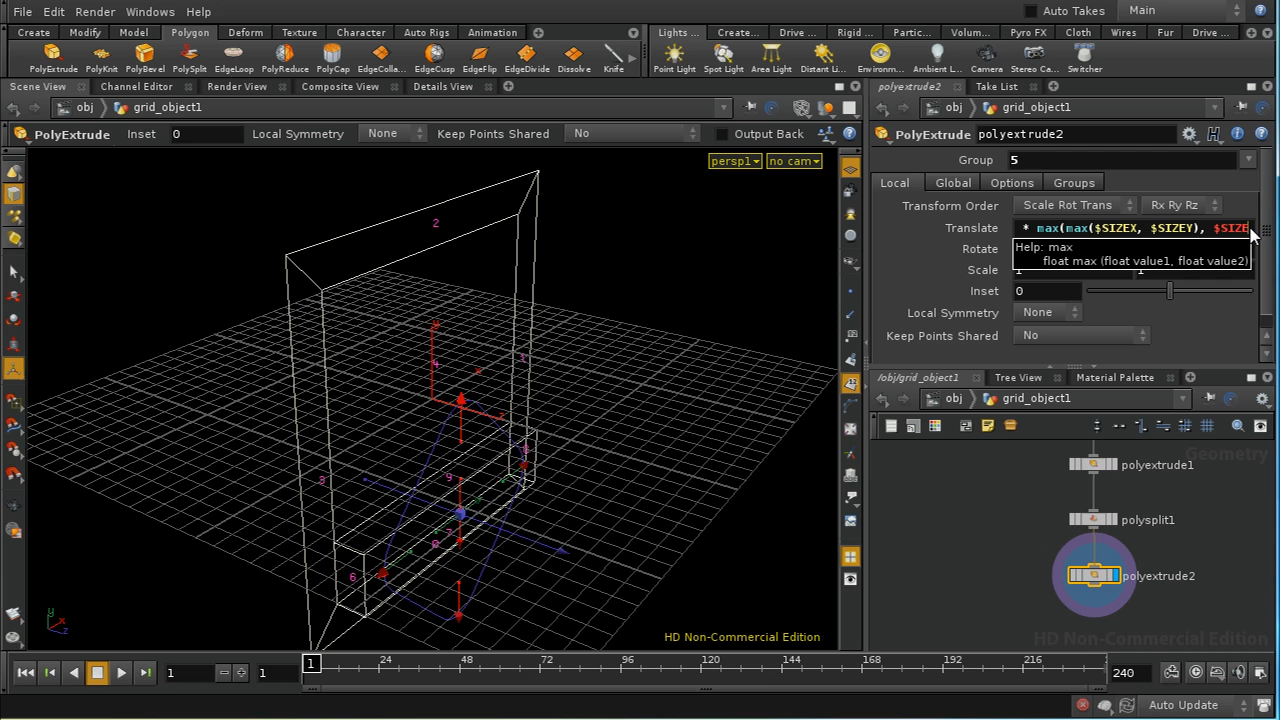 File Edit Render Windows Help Auto Takes Main
Create Modify Model Polygon Deform Texture Character Auto Rigs Animation Lights ... Create... Drive ... Rigid ... Partic... Volum... Pyro FX Cloth Wires Fur Drive ...
PolyExtrude PolyKnit PolyBevel PolySplit EdgeLoop PolyReduce PolyCap EdgeColla... EdgeCusp EdgeFlip EdgeDivide Dissolve Knife Point Light Spot Light Area Light Distant Li... Environm... Ambient L... Camera Stereo Ca... Switcher
Scene View Channel Editor Render View Composite View Details View polyextrude2 Take List
obj grid_object1 obj grid_object1
PolyExtrude Inset 0 Local Symmetry None Keep Points Shared No Output Back PolyExtrude polyextrude2
persp1 no cam
Group 5
Local Global Options Groups
Transform Order Scale Rot Trans Rx Ry Rz
Translate * max(max($SIZEX, $SIZEY), $SIZE
Rotate Help: max
float max (float value1, float value2)
Scale
Inset 0
Local Symmetry None
Keep Points Shared No
/obj/grid_object1 Tree View Material Palette
obj grid_object1
Geometry
polyextrude1
polysplit1
polyextrude2
HD Non-Commercial Edition
2
4
3
9
7
6
y
x
z
HD Non-Commercial Edition
1 1 1 24 48 72 96 120 144 168 192 216 240
Auto Update